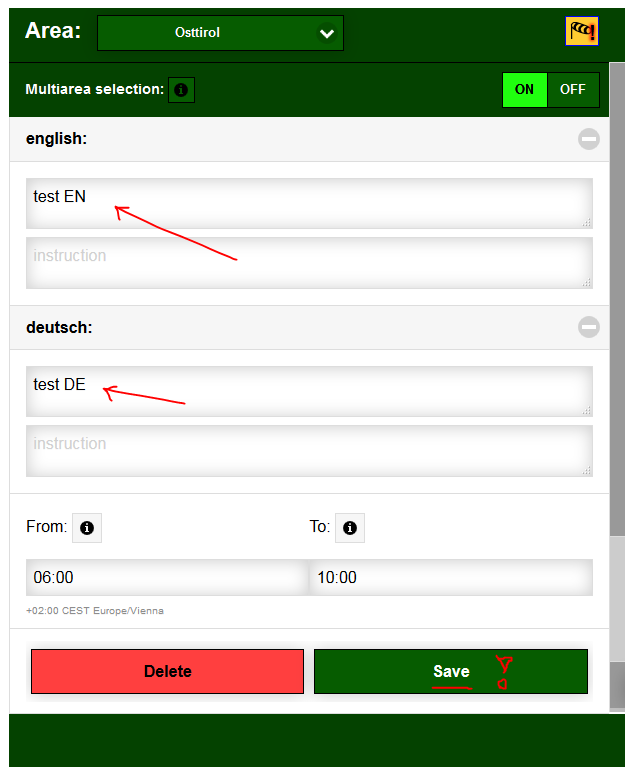 Area: Osttirol
Multiarea selection: ON OFF
english:
test EN
instruction
deutsch:
test DE
instruction
From: To:
06:00 10:00
+02:00 CEST Europe/Vienna
Delete Save